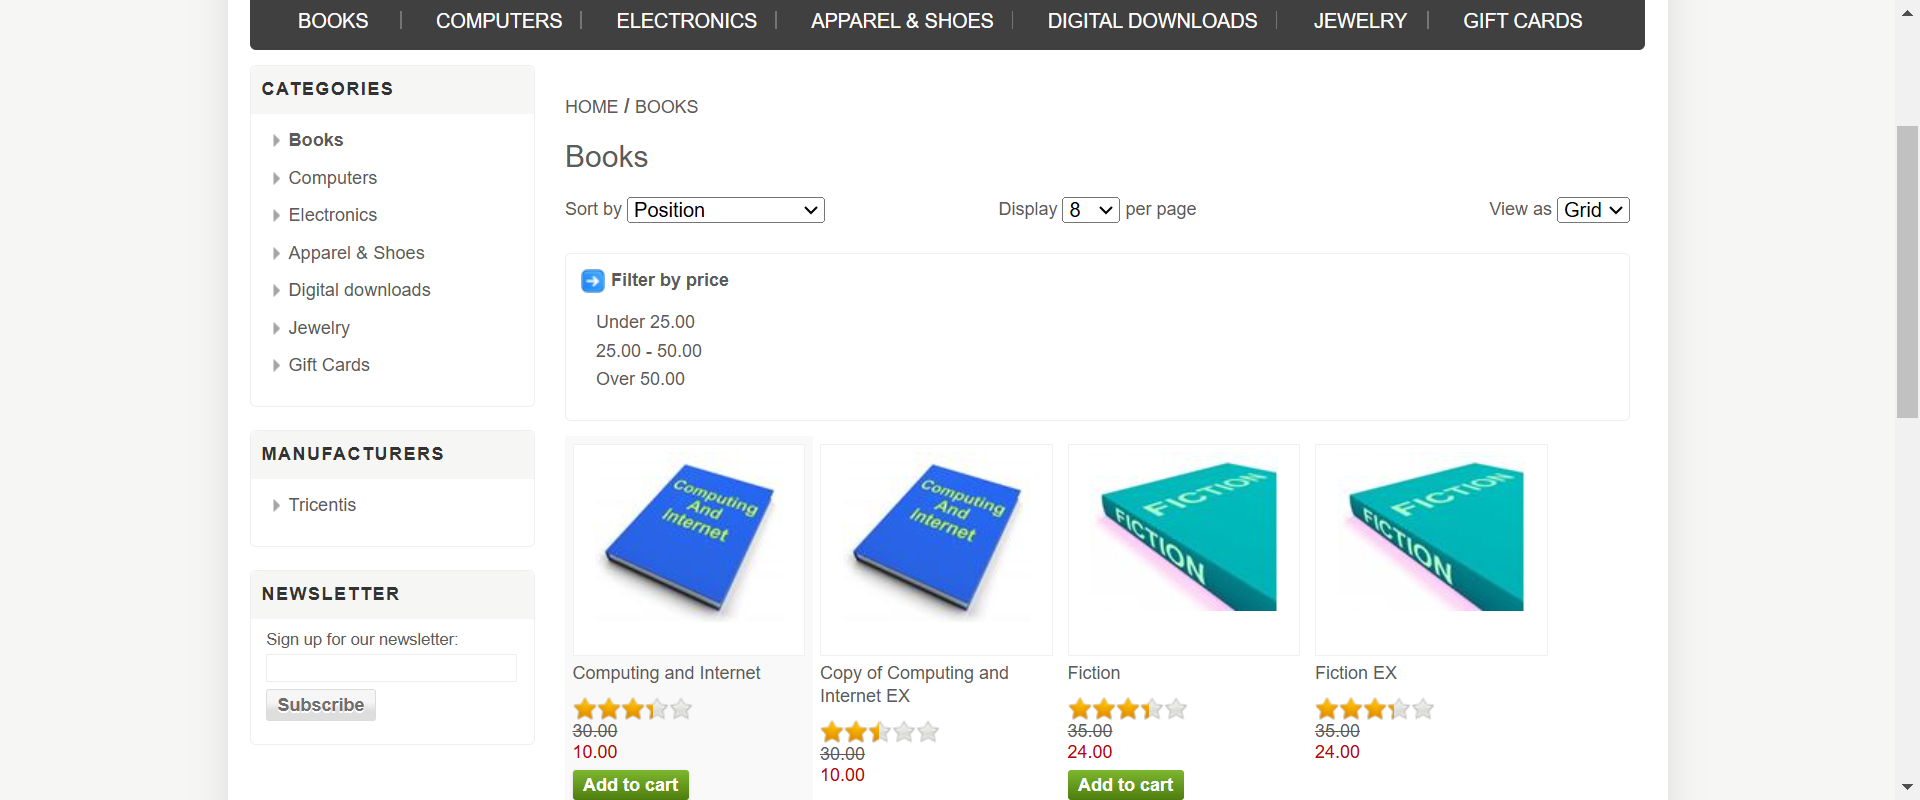 BOOKS COMPUTERS ELECTRONICS APPAREL & SHOES DIGITAL DOWNLOADS JEWELRY GIFT CARDS
CATEGORIES
Books
Computers
Electronics
Apparel & Shoes
Digital downloads
Jewelry
Gift Cards
MANUFACTURERS
Tricentis
NEWSLETTER
Sign up for our newsletter:
Subscribe
HOME / BOOKS
Books
Sort by Position Display 8 per page View as Grid
Filter by price
Under 25.00
25.00 - 50.00
Over 50.00
Computing
And
Internet
Computing and Internet
30.00
10.00
Add to cart
Computing
And
Internet
Copy of Computing and
Internet EX
30.00
10.00
FICTION
FICTION
Fiction
35.00
24.00
Add to cart
FICTION
FICTION
Fiction EX
35.00
24.00